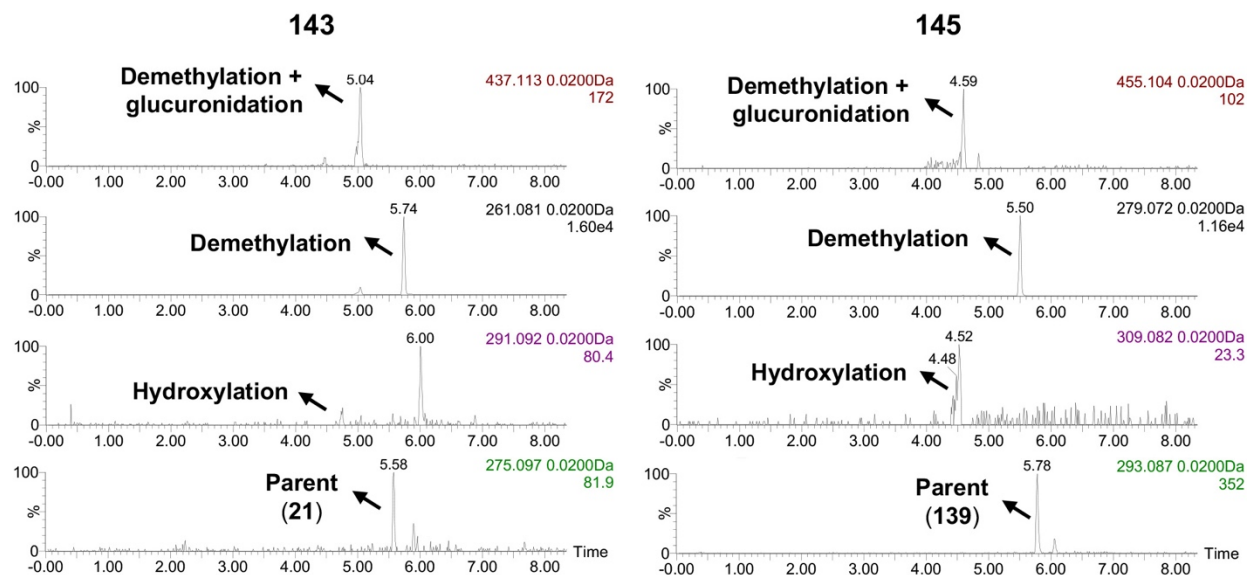 143
145
Demethylation +
glucuronidation
5.04
437.113 0.0200Da
172
100
%
0
-0.00 1.00 2.00 3.00 4.00 5.00 6.00 7.00 8.00
Demethylation
5.74
261.081 0.0200Da
1.60e4
100
%
0
-0.00 1.00 2.00 3.00 4.00 5.00 6.00 7.00 8.00
Hydroxylation
6.00
291.092 0.0200Da
80.4
100
%
0
-0.00 1.00 2.00 3.00 4.00 5.00 6.00 7.00 8.00
Parent
(21)
5.58
275.097 0.0200Da
81.9
100
%
0
Time
-0.00 1.00 2.00 3.00 4.00 5.00 6.00 7.00 8.00
Demethylation +
glucuronidation
4.59
455.104 0.0200Da
102
100
%
0
-0.00 1.00 2.00 3.00 4.00 5.00 6.00 7.00 8.00
Demethylation
5.50
279.072 0.0200Da
1.16e4
100
%
0
-0.00 1.00 2.00 3.00 4.00 5.00 6.00 7.00 8.00
Hydroxylation
4.52
4.48
309.082 0.0200Da
23.3
100
%
0
-0.00 1.00 2.00 3.00 4.00 5.00 6.00 7.00 8.00
Parent
(139)
5.78
293.087 0.0200Da
352
100
%
0
Time
-0.00 1.00 2.00 3.00 4.00 5.00 6.00 7.00 8.00